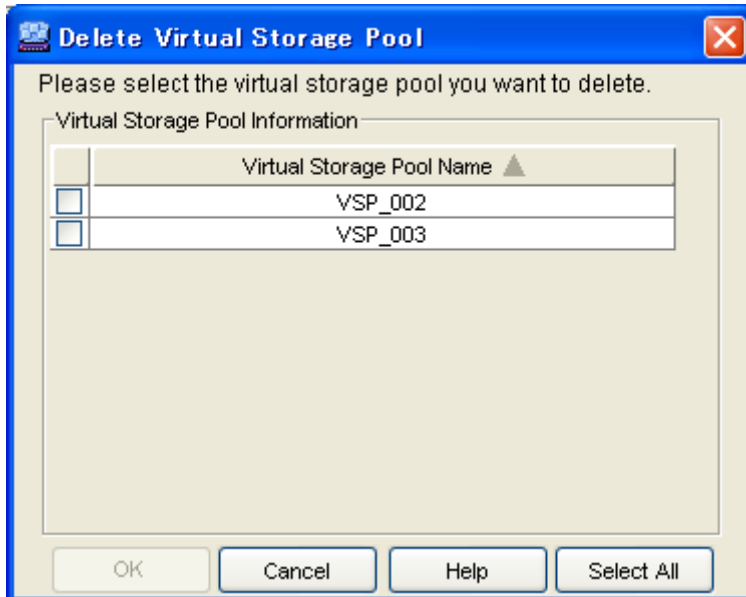 Delete Virtual Storage Pool
Please select the virtual storage pool you want to delete.
Virtual Storage Pool Information
Virtual Storage Pool Name
VSP_002
VSP_003
OK Cancel Help Select All